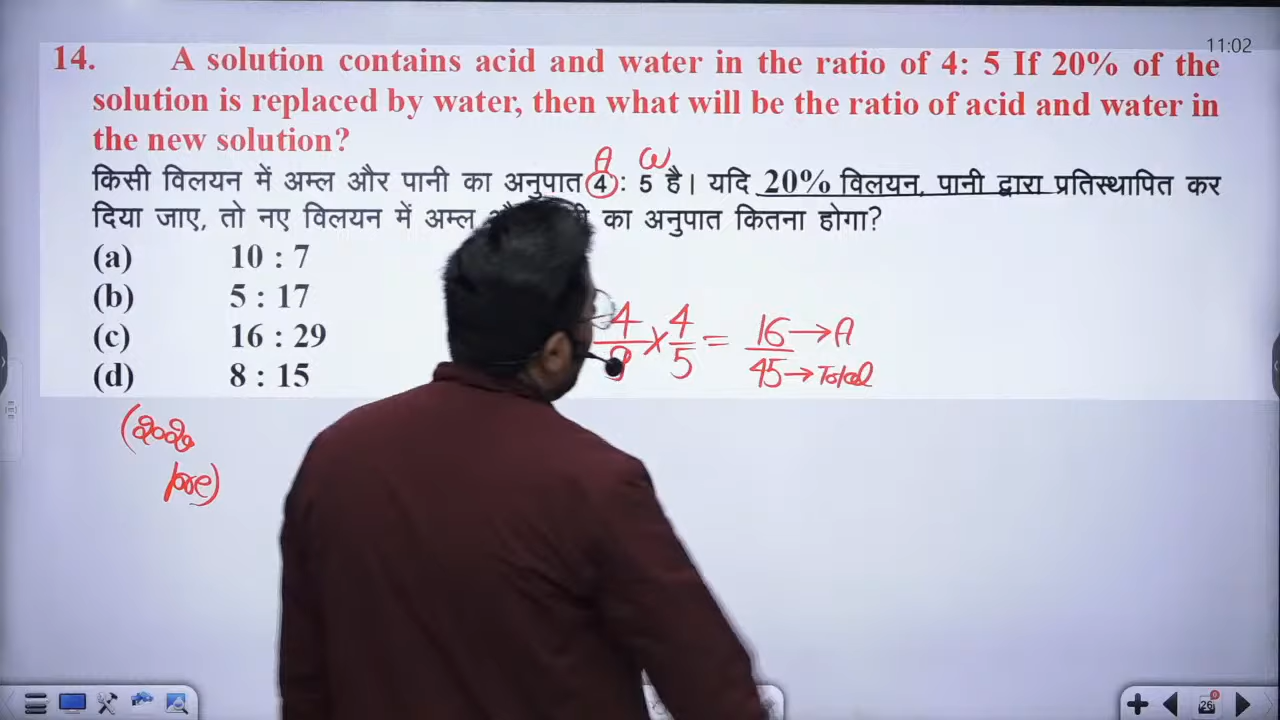 11:02
14. A solution contains acid and water in the ratio of 4: 5 If 20% of the
solution is replaced by water, then what will be the ratio of acid and water in
the new solution?
A W
किसी विलयन में अम्ल और पानी का अनुपात 4 : 5 है। यदि 20% विलयन, पानी द्वारा प्रतिस्थापित कर
दिया जाए, तो नए विलयन में अम्ल का अनुपात कितना होगा?
(a) 10 : 7
(b) 5 : 17
(c) 16 : 29
(d) 8 : 15
4/9 × 4/5 = 16/45
→ A
→ Total
pre)
26